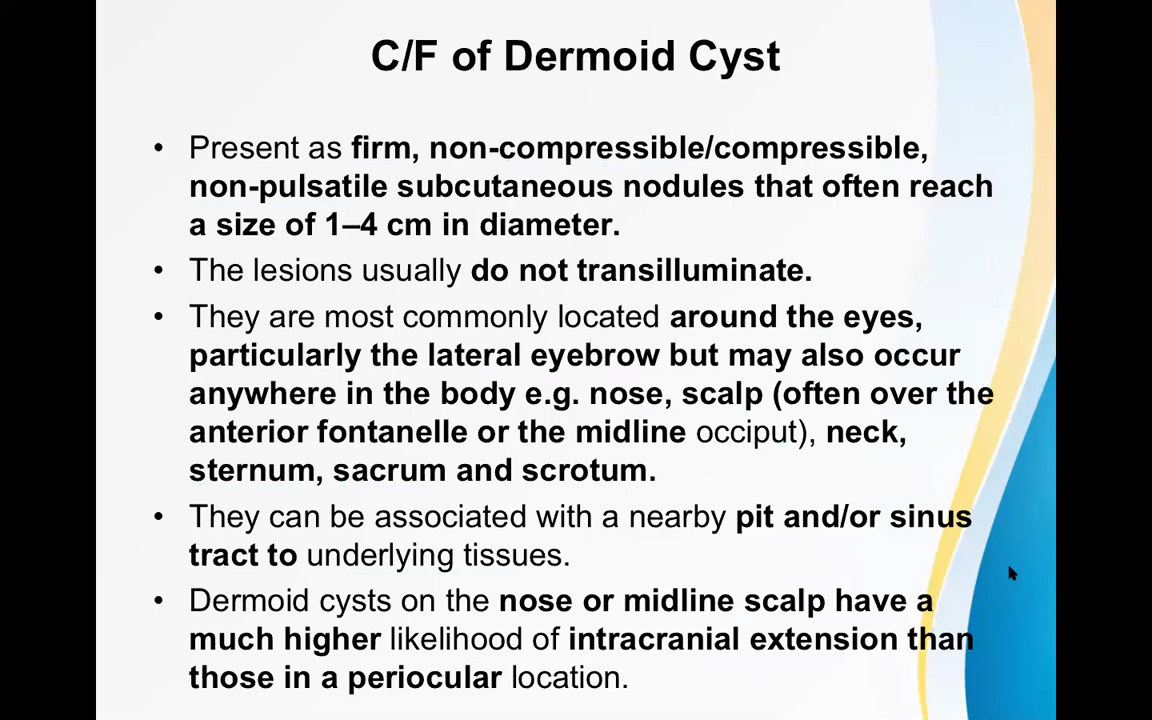 C/F of Dermoid Cyst
• Present as firm, non-compressible/compressible,
non-pulsatile subcutaneous nodules that often reach
a size of 1–4 cm in diameter.
• The lesions usually do not transilluminate.
• They are most commonly located around the eyes,
particularly the lateral eyebrow but may also occur
anywhere in the body e.g. nose, scalp (often over the
anterior fontanelle or the midline occiput), neck,
sternum, sacrum and scrotum.
• They can be associated with a nearby pit and/or sinus
tract to underlying tissues.
• Dermoid cysts on the nose or midline scalp have a
much higher likelihood of intracranial extension than
those in a periocular location.